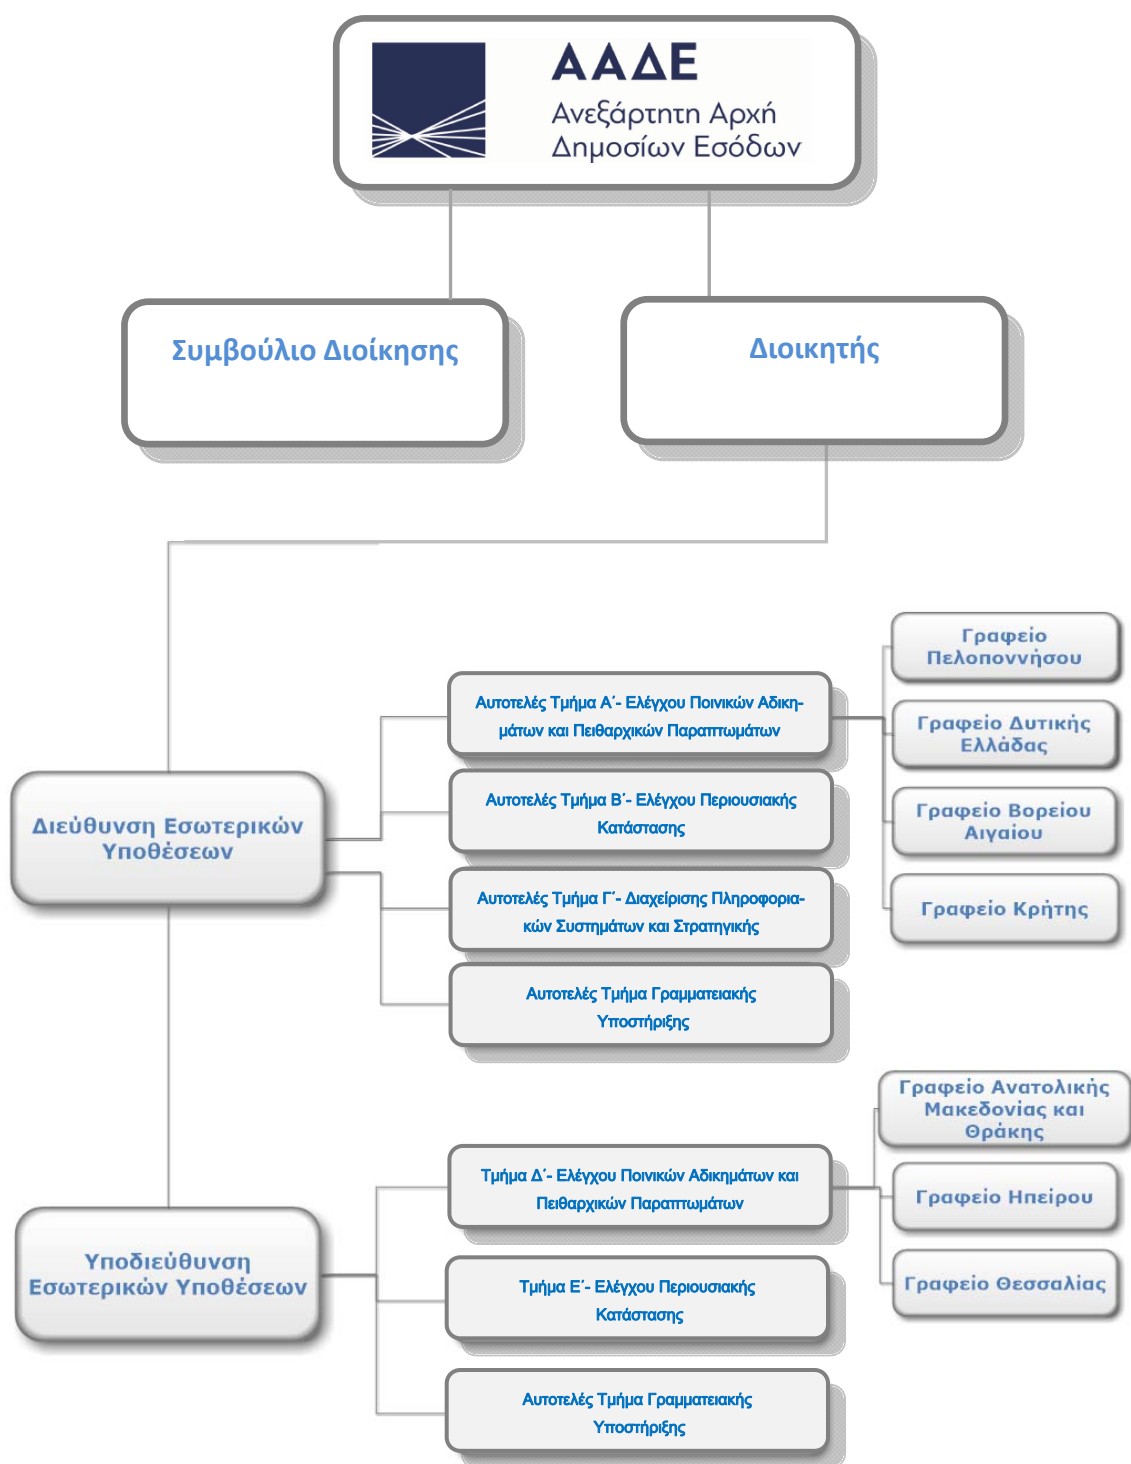 ΑΑΔΕ
Ανεξάρτητη Αρχή
Δημοσίων Εσόδων
Συμβούλιο Διοίκησης
Διοικητής
Διεύθυνση Εσωτερικών
Υποθέσεων
Αυτοτελές Τμήμα Α΄- Ελέγχου Ποινικών Αδικη-
μάτων και Πειθαρχικών Παραπτωμάτων
Αυτοτελές Τμήμα Β΄- Ελέγχου Περιουσιακής
Κατάστασης
Αυτοτελές Τμήμα Γ΄- Διαχείρισης Πληροφορια-
κών Συστημάτων και Στρατηγικής
Αυτοτελές Τμήμα Γραμματειακής
Υποστήριξης
Γραφείο
Πελοποννήσου
Γραφείο Δυτικής
Ελλάδας
Γραφείο Βορείου
Αιγαίου
Γραφείο Κρήτης
Υποδιεύθυνση
Εσωτερικών Υποθέσεων
Τμήμα Δ΄- Ελέγχου Ποινικών Αδικημάτων και
Πειθαρχικών Παραπτωμάτων
Τμήμα Ε΄- Ελέγχου Περιουσιακής
Κατάστασης
Αυτοτελές Τμήμα Γραμματειακής
Υποστήριξης
Γραφείο Ανατολικής
Μακεδονίας και
Θράκης
Γραφείο Ηπείρου
Γραφείο Θεσσαλίας